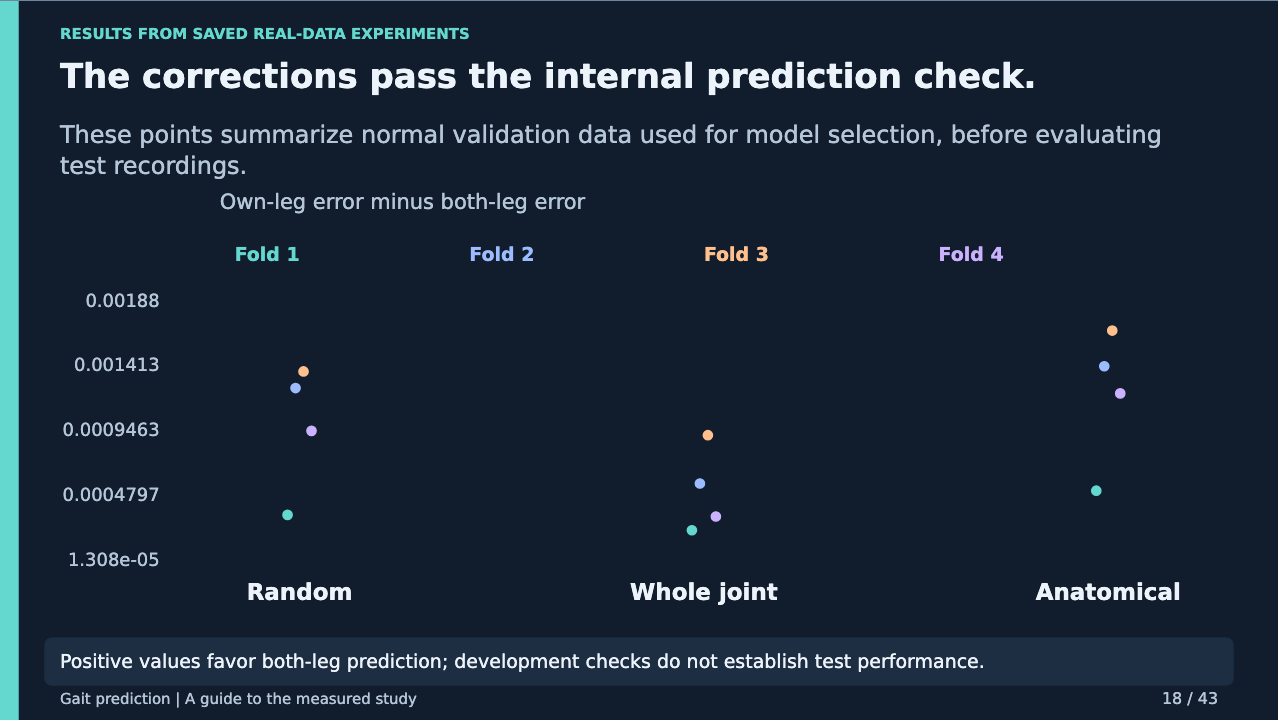 RESULTS FROM SAVED REAL-DATA EXPERIMENTS
The corrections pass the internal prediction check.
These points summarize normal validation data used for model selection, before evaluating
test recordings.
Own-leg error minus both-leg error
Fold 1 Fold 2 Fold 3 Fold 4
0.00188
0.001413
0.0009463
0.0004797
1.308e-05
Random Whole joint Anatomical
Positive values favor both-leg prediction; development checks do not establish test performance.
Gait prediction | A guide to the measured study 18 / 43